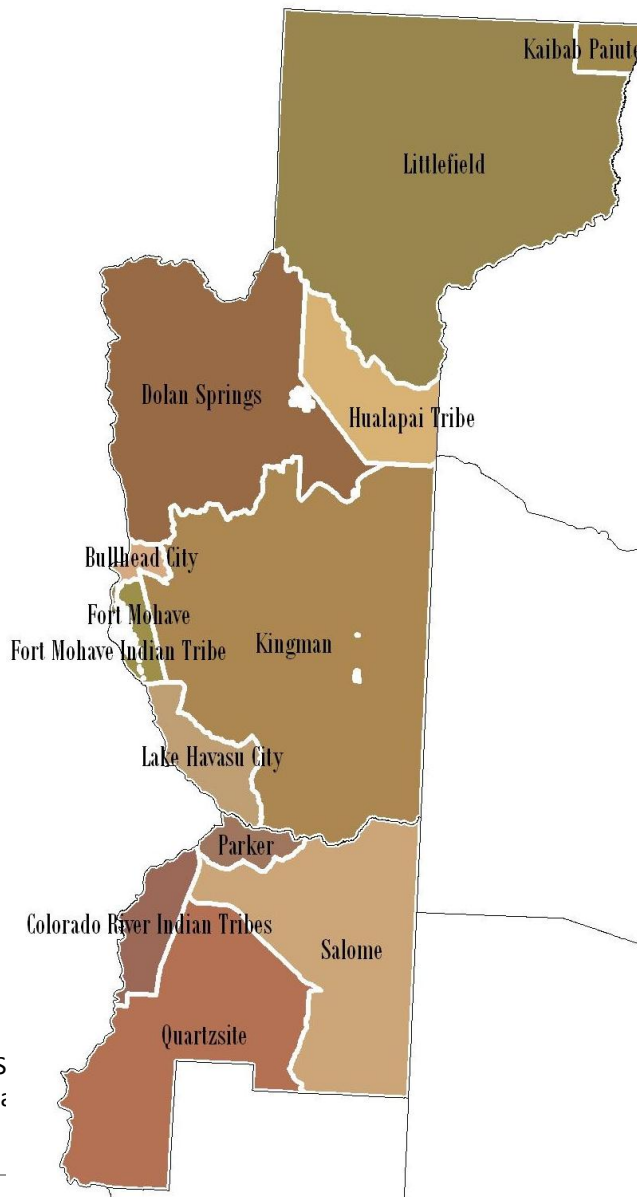 Kaibab Paiute
Littlefield
Dolan Springs
Hualapai Tribe
Bullhead City
Fort Mohave
Fort Mohave Indian Tribe
Kingman
Lake Havasu City
Parker
Colorado River Indian Tribes
Salome
Quartzsite
S